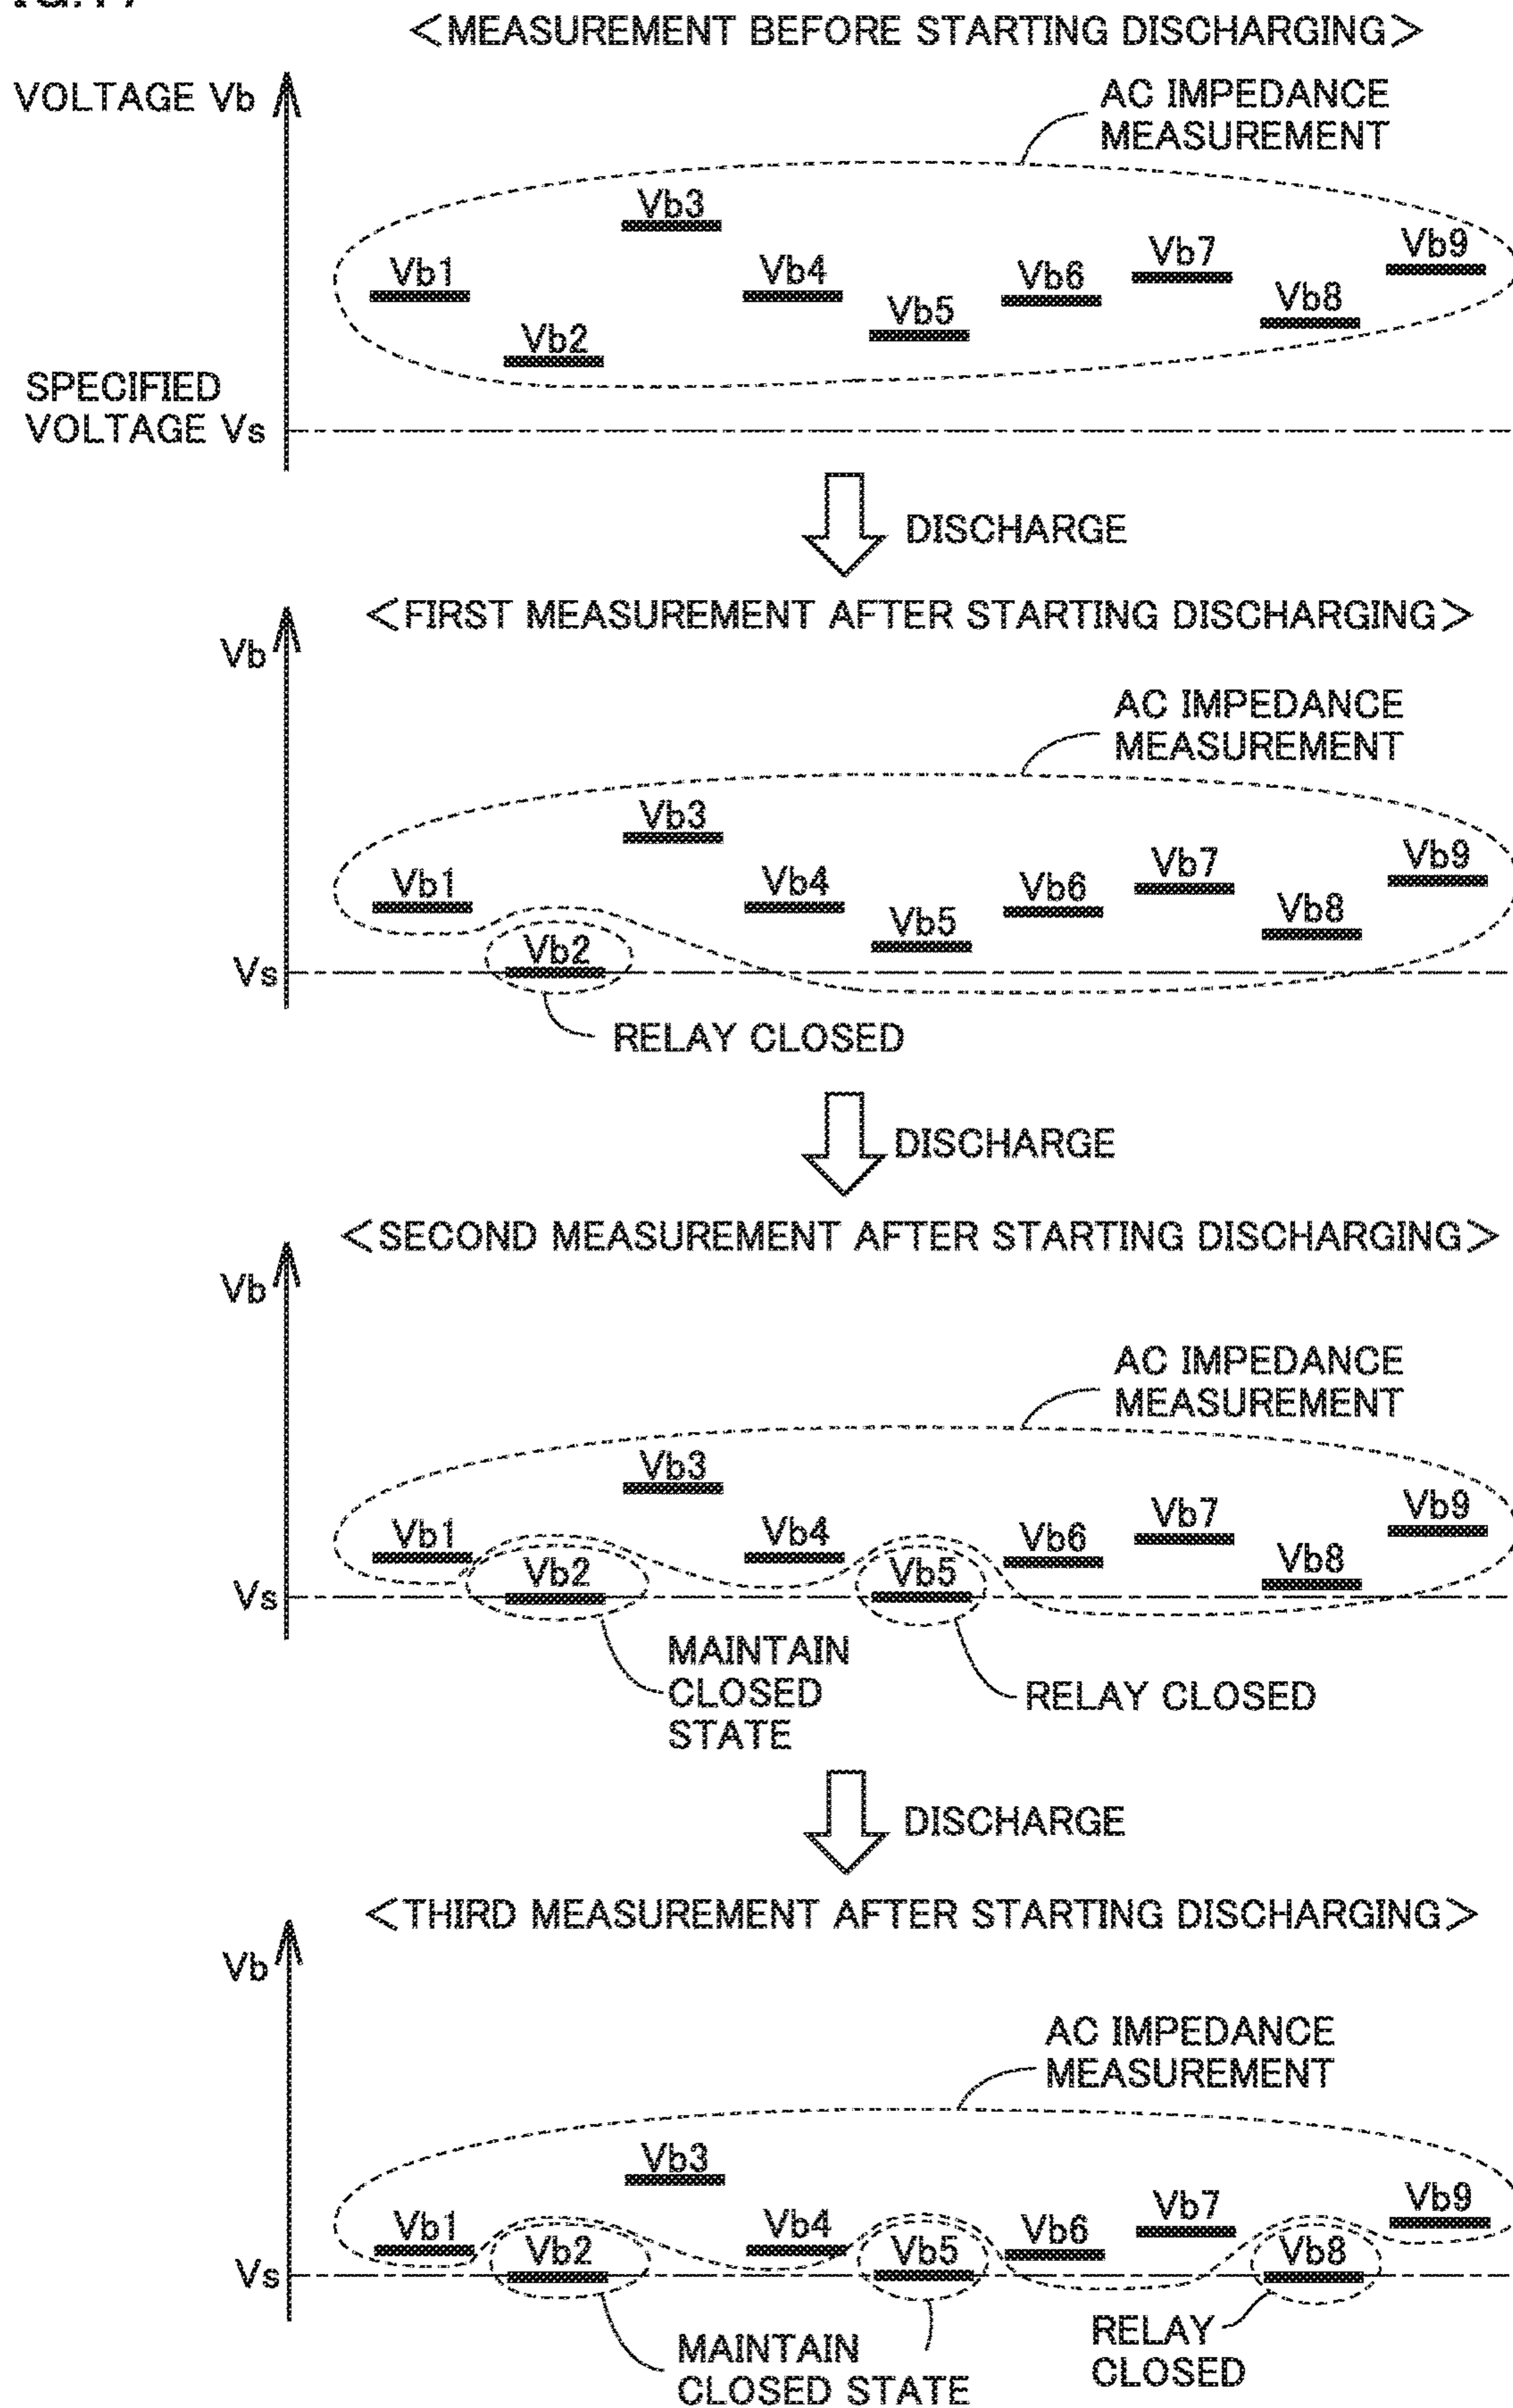 <MEASUREMENT BEFORE STARTING DISCHARGING>
VOLTAGE Vb
AC IMPEDANCE
MEASUREMENT
Vb3
Vb1
Vb4
Vb6
Vb7
Vb9
Vb2
Vb5
Vb8
SPECIFIED
VOLTAGE Vs
DISCHARGE
<FIRST MEASUREMENT AFTER STARTING DISCHARGING>
Vb
AC IMPEDANCE
MEASUREMENT
Vb3
Vb1
Vb4
Vb6
Vb7
Vb9
Vb2
Vb5
Vb8
Vs
RELAY CLOSED
DISCHARGE
<SECOND MEASUREMENT AFTER STARTING DISCHARGING>
Vb
AC IMPEDANCE
MEASUREMENT
Vb3
Vb1
Vb4
Vb6
Vb7
Vb9
Vb2
Vb5
Vb8
Vs
MAINTAIN
CLOSED
STATE
RELAY CLOSED
DISCHARGE
<THIRD MEASUREMENT AFTER STARTING DISCHARGING>
Vb
AC IMPEDANCE
MEASUREMENT
Vb3
Vb1
Vb4
Vb6
Vb7
Vb9
Vb2
Vb5
Vb8
Vs
MAINTAIN
CLOSED STATE
RELAY
CLOSED